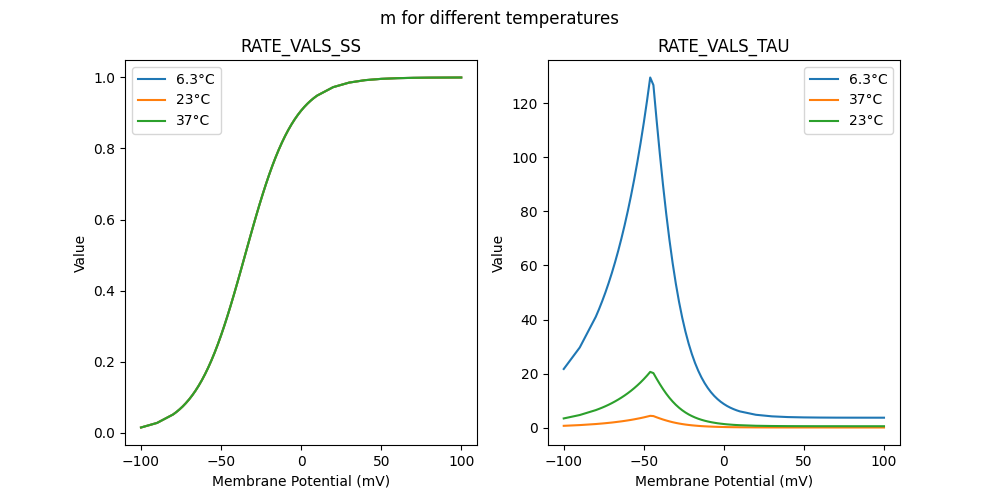 m for different temperatures
RATE_VALS_SS
1.0
0.8
0.6
0.4
0.2
0.0
Value
6.3°C
23°C
37°C
−100
−50
0
50
100
Membrane Potential (mV)
RATE_VALS_TAU
120
100
80
60
40
20
0
Value
6.3°C
37°C
23°C
−100
−50
0
50
100
Membrane Potential (mV)